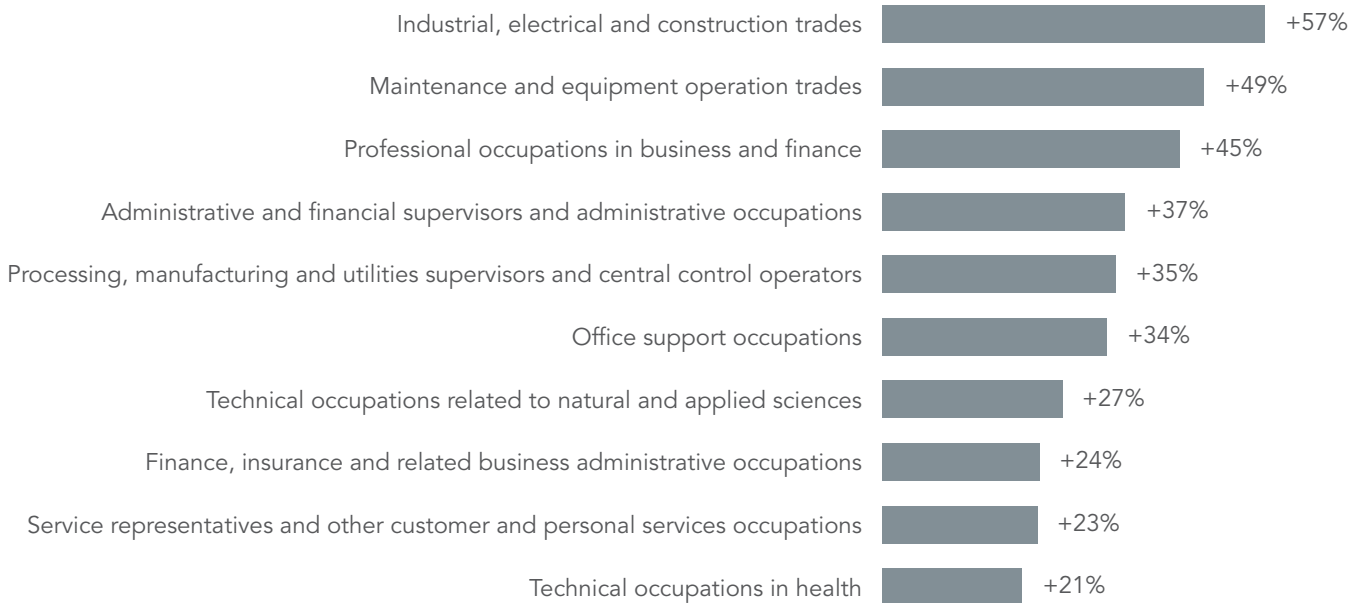 Industrial, electrical and construction trades +57%
Maintenance and equipment operation trades +49%
Professional occupations in business and finance +45%
Administrative and financial supervisors and administrative occupations +37%
Processing, manufacturing and utilities supervisors and central control operators +35%
Office support occupations +34%
Technical occupations related to natural and applied sciences +27%
Finance, insurance and related business administrative occupations +24%
Service representatives and other customer and personal services occupations +23%
Technical occupations in health +21%